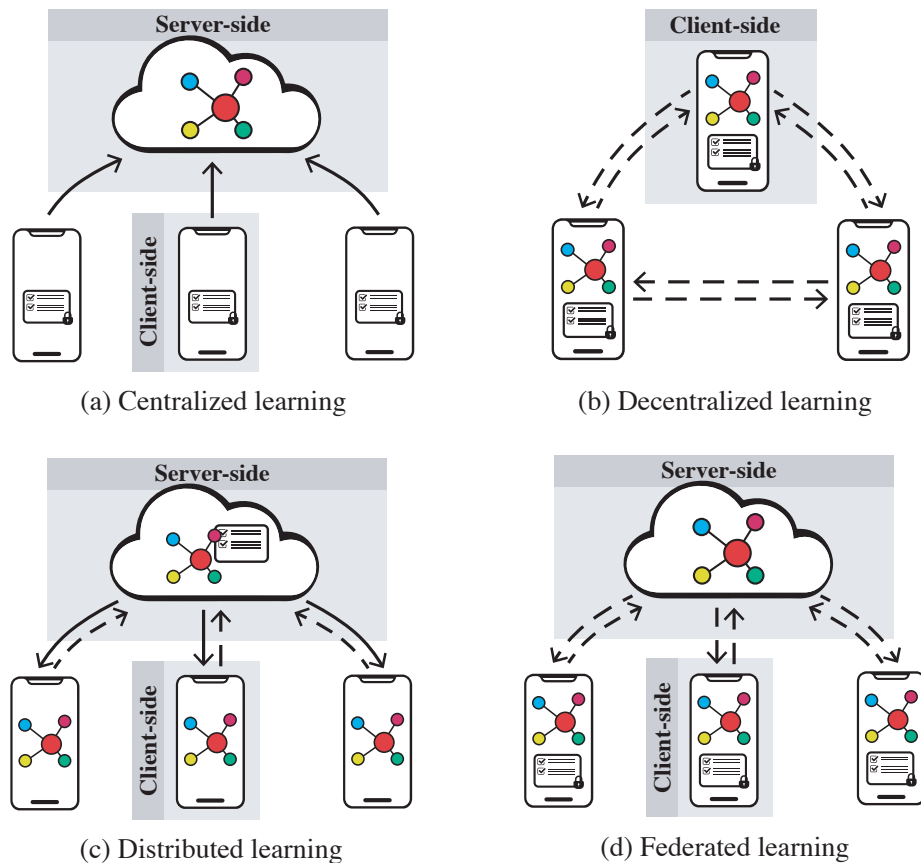 Server-side
Client-side
(a) Centralized learning
Client-side
(b) Decentralized learning
Server-side
Client-side
(c) Distributed learning
Server-side
Client-side
(d) Federated learning